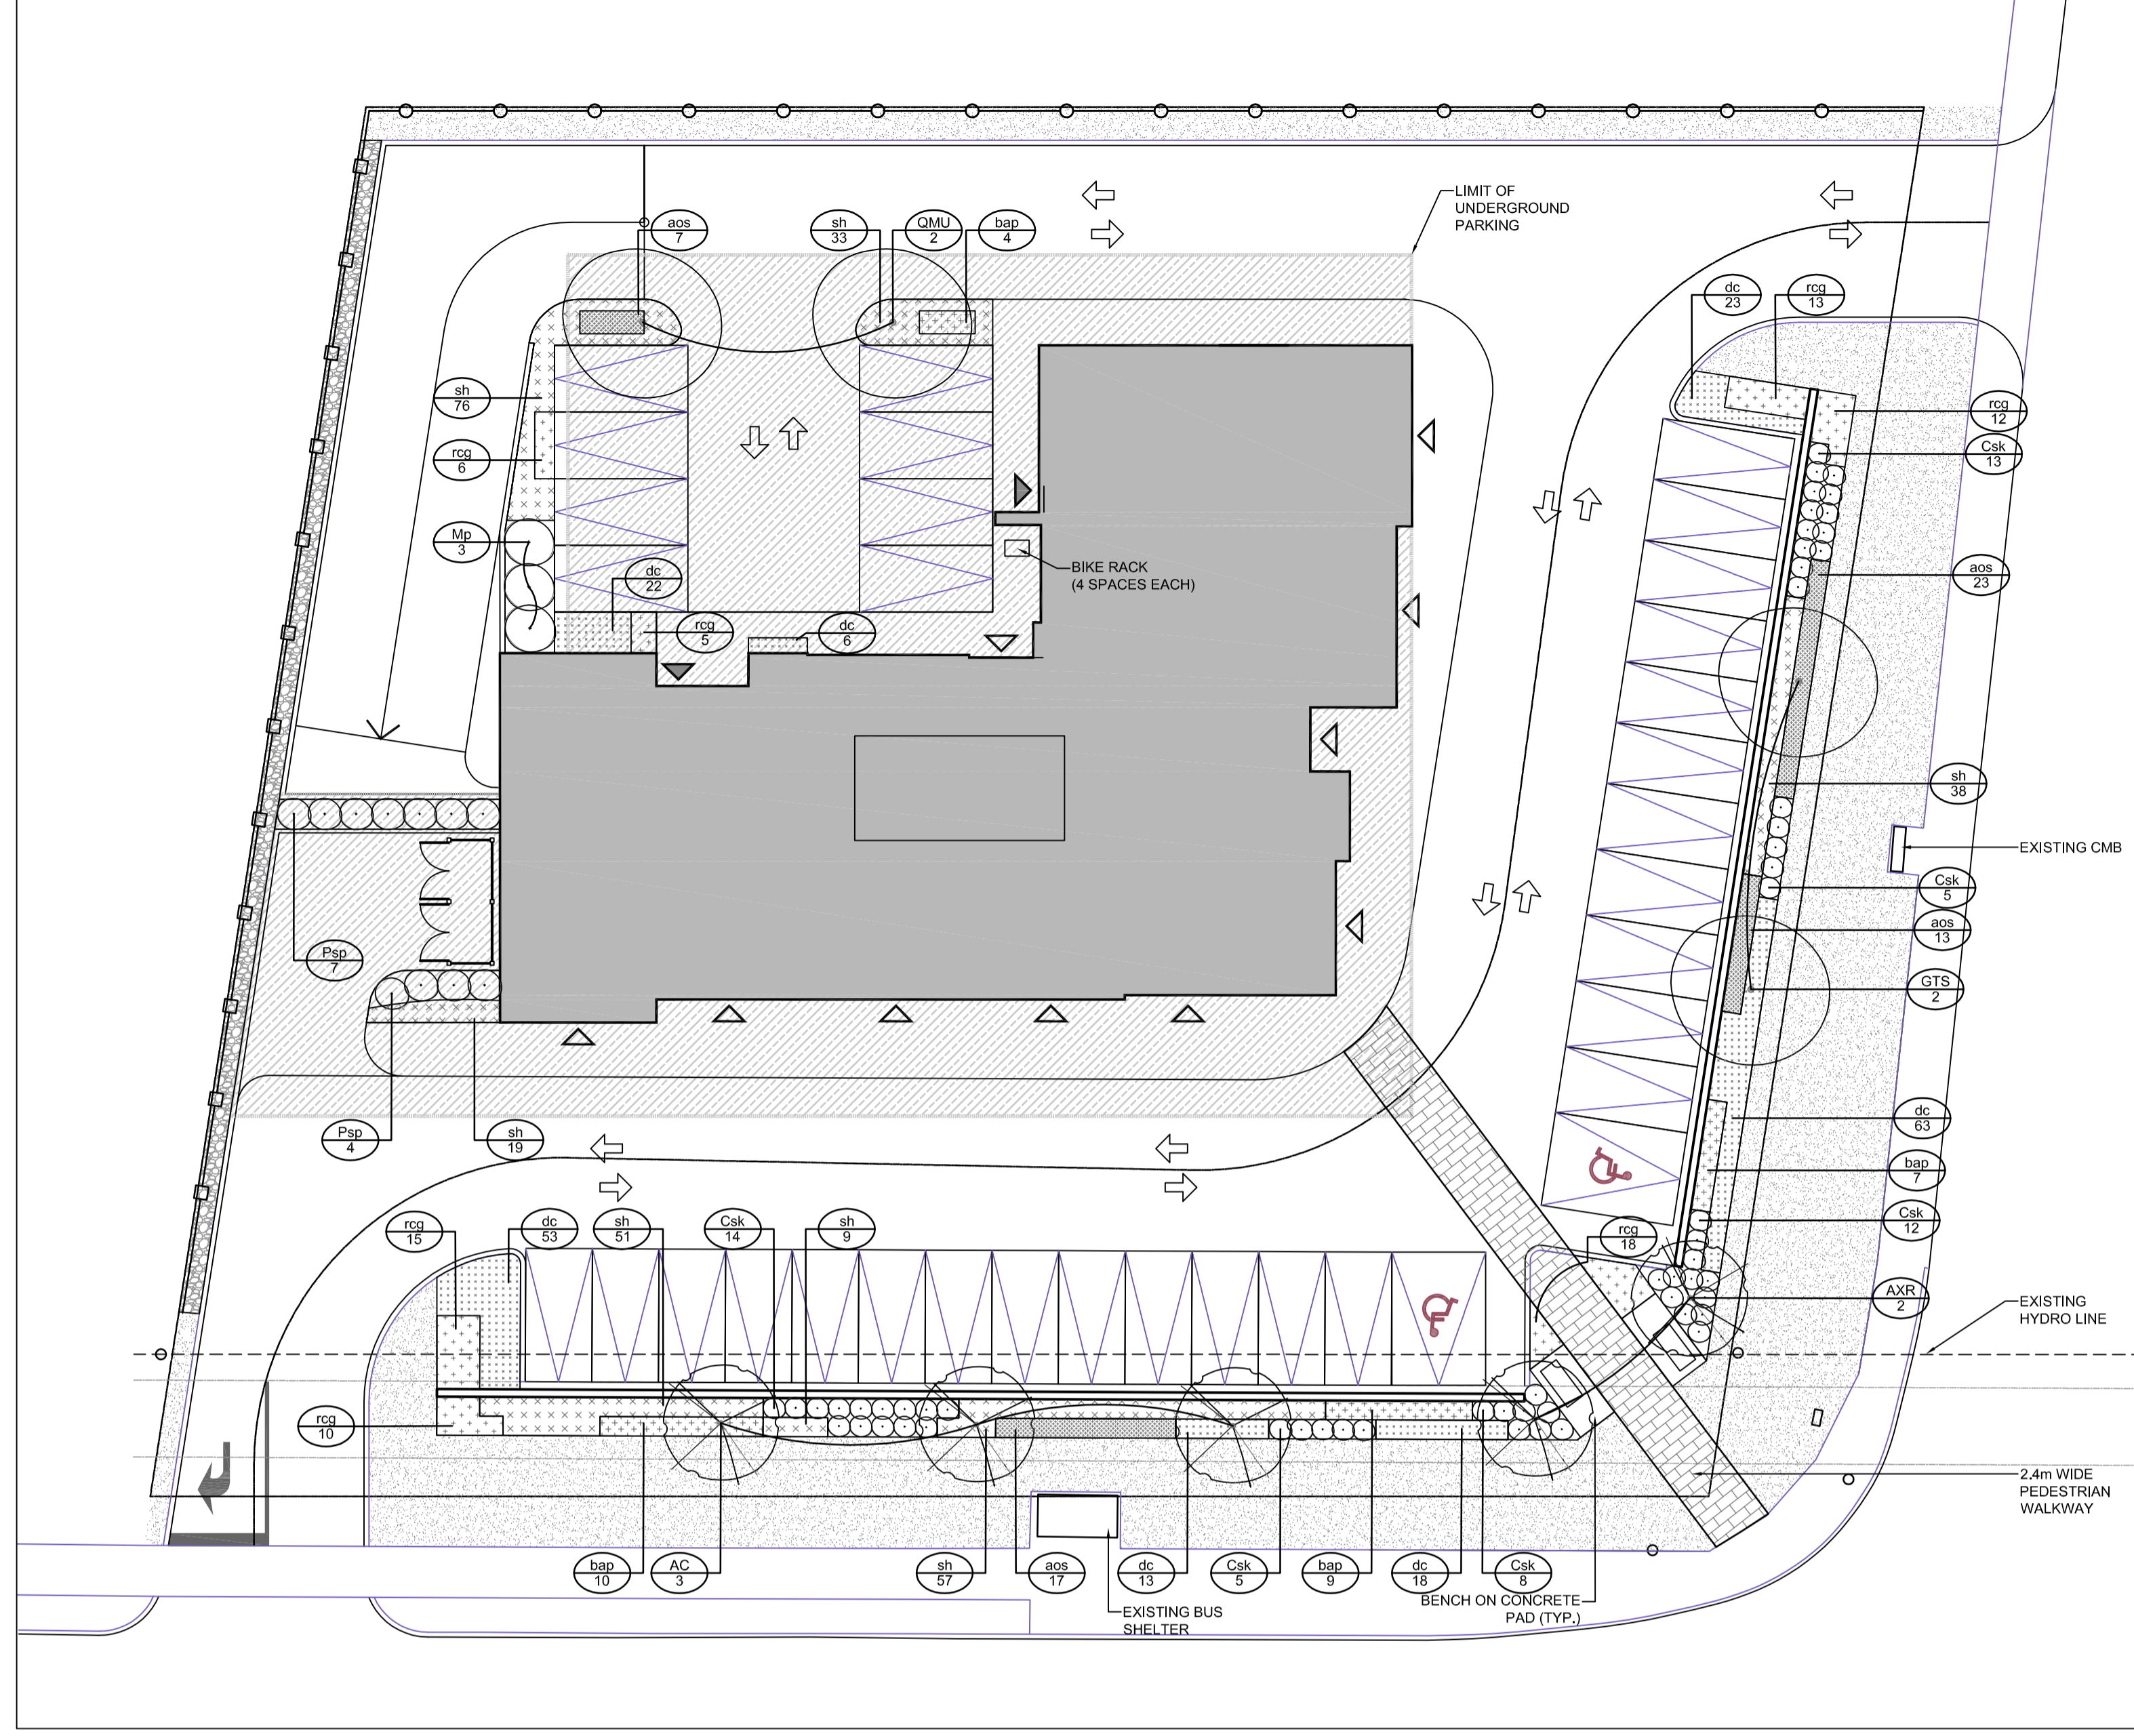 LIMIT OF
UNDERGROUND
PARKING
aos
7
sh
33
QMU
2
bap
4
dc
23
rcg
13
sh
76
rcg
12
rcg
6
Csk
13
Mp
3
BIKE RACK
(4 SPACES EACH)
dc
22
aos
23
rcg
5
dc
6
sh
38
EXISTING CMB
Csk
5
aos
13
Psp
7
GTS
2
dc
63
Psp
4
sh
19
bap
7
Csk
12
rcg
15
dc
53
sh
51
Csk
14
sh
9
rcg
18
AXR
2
EXISTING
HYDRO LINE
rcg
10
2.4m WIDE
PEDESTRIAN
WALKWAY
bap
10
AC
3
sh
57
aos
17
dc
13
Csk
5
bap
9
dc
18
Csk
8
BENCH ON CONCRETE
PAD (TYP.)
EXISTING BUS
SHELTER